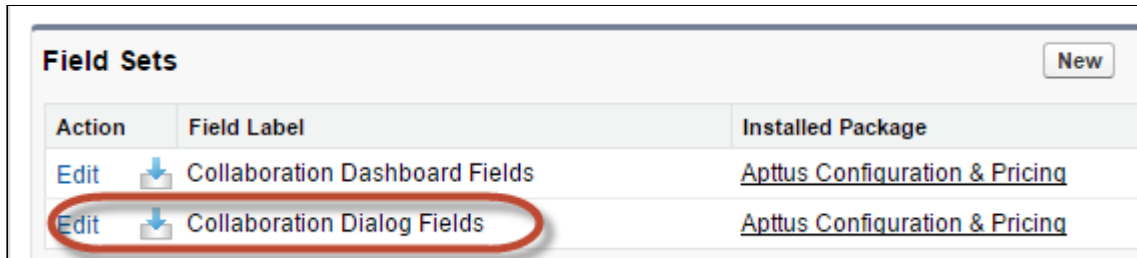 Field Sets New
Action Field Label Installed Package
Edit Collaboration Dashboard Fields Apttus Configuration & Pricing
Edit Collaboration Dialog Fields Apttus Configuration & Pricing